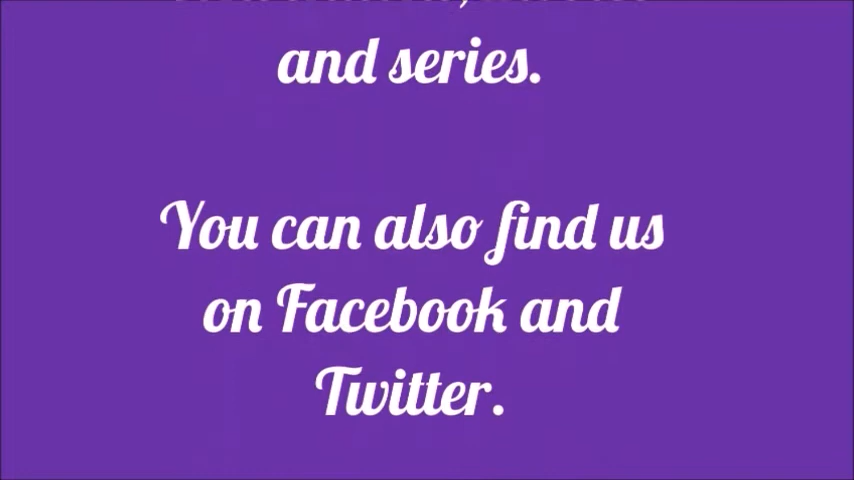 and series.
You can also find us
on Facebook and
Twitter.